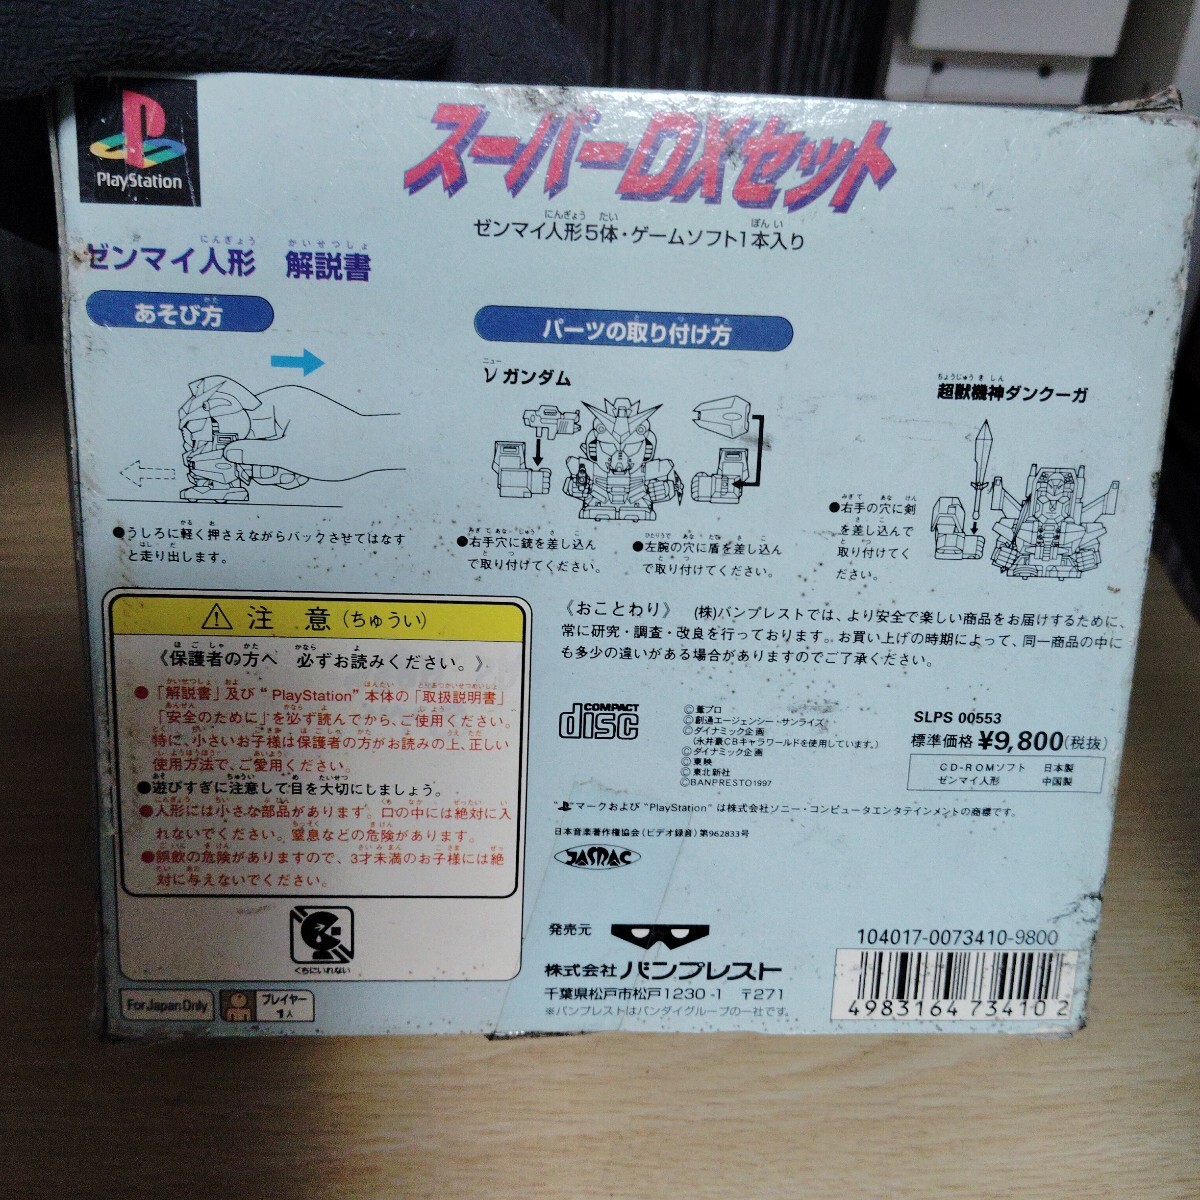 PlayStation
スーパーDXセット
ゼンマイ人形5体・ゲームソフト1本入り
ゼンマイ人形 解説書
あそび方
パーツの取り付け方
νガンダム
超獣機神ダンクーガ
●うしろに軽く押さえながらバックさせてはなす
と走り出します。
●右手穴に銃を差し込ん
で取り付けてください。
●左腕の穴に盾を差し込ん
で取り付けてください。
●右手の穴に剣
を差し込んで
取り付けてく
ださい。
注 意 (ちゅうい)
《保護者の方へ 必ずお読みください。》
●「解説書」及び“PlayStation”本体の「取扱説明書」
「安全のために」を必ず読んでから、ご使用ください。
特に、小さいお子様は保護者の方がお読みの上、正しい
使用方法で、ご愛用ください。
●遊びすぎに注意して目を大切にしましょう。
●人形には小さな部品があります。口の中には絶対に入
れないでください。窒息などの危険があります。
●誤飲の危険がありますので、3才未満のお子様には絶
対に与えないでください。
くちにいれない
For Japan Only
プレイヤー
1人
《おことわり》 (株)バンプレストでは、より安全で楽しい商品をお届けするために、
常に研究・調査・改良を行っております。お買い上げの時期によって、同一商品の中に
も多少の違いがある場合がありますのでご了承ください。
COMPACT
disc
©葦プロ
©創通エージェンシー・サンライズ
©ダイナミック企画
(永井豪CBキャラワールドを使用しています。)
©ダイナミック企画
©東映
©東北新社
©BANPRESTO1997
SLPS 00553
標準価格 ¥9,800(税抜)
CD-ROMソフト 日本製
ゼンマイ人形 中国製
"マークおよび"PlayStation"は株式会社ソニー・コンピュータエンタテインメントの商標です。
日本音楽著作権協会(ビデオ録音)第962833号
JASRAC
発売元
株式会社 バンプレスト
千葉県松戸市松戸1230-1 〒271
※バンプレストはバンダイグループの一社です。
104017-0073410-9800
4983164 734102